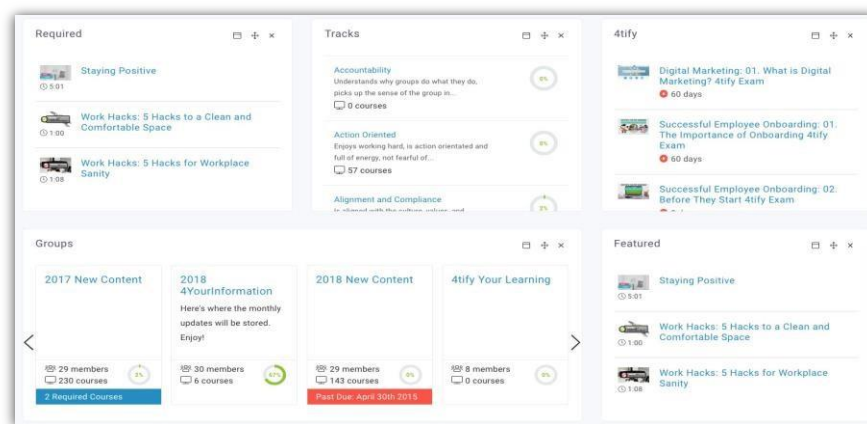 Required
Staying Positive
5:01
Work Hacks: 5 Hacks to a Clean and
Comfortable Space
1:00
Work Hacks: 5 Hacks for Workplace
Sanity
1:08
Tracks
Accountability
Understands why groups do what they do,
picks up the sense of the group in...
0 courses
0%
Action Oriented
Enjoys working hard, is action orientated and
full of energy, not fearful of...
57 courses
0%
Alignment and Compliance
Is aligned with the culture, values, and
2%
4tify
Digital Marketing: 01. What is Digital
Marketing? 4tify Exam
60 days
Successful Employee Onboarding: 01.
The Importance of Onboarding 4tify
Exam
60 days
Successful Employee Onboarding: 02.
Before They Start 4tify Exam
Groups
2017 New Content
29 members
230 courses
3%
2 Required Courses
2018
4YourInformation
Here's where the monthly
updates will be stored.
Enjoy!
30 members
6 courses
67%
2018 New Content
29 members
143 courses
0%
Past Due: April 30th 2015
4tify Your Learning
8 members
0 courses
0%
Featured
Staying Positive
5:01
Work Hacks: 5 Hacks to a Clean and
Comfortable Space
1:00
Work Hacks: 5 Hacks for Workplace
Sanity
1:08